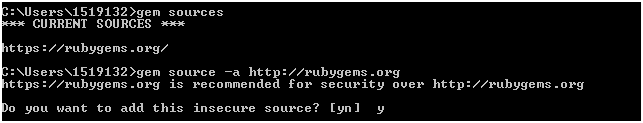 C:\Users\1519132>gem sources
*** CURRENT SOURCES ***
https://rubygems.org/
C:\Users\1519132>gem source -a http://rubygems.org
https://rubygems.org is recommended for security over http://rubygems.org
Do you want to add this insecure source? [yn]  y